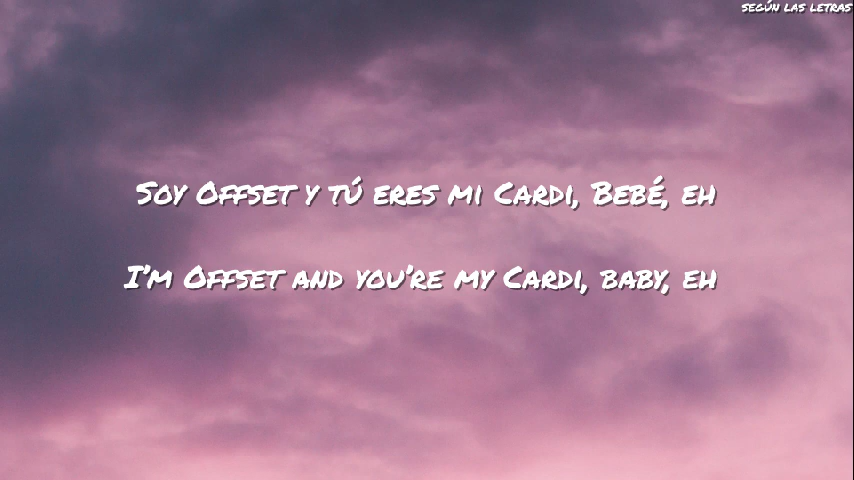 según las letras
Soy Offset y tú eres mi Cardi, Bebé, eh
I'm Offset and you're my Cardi, baby, eh